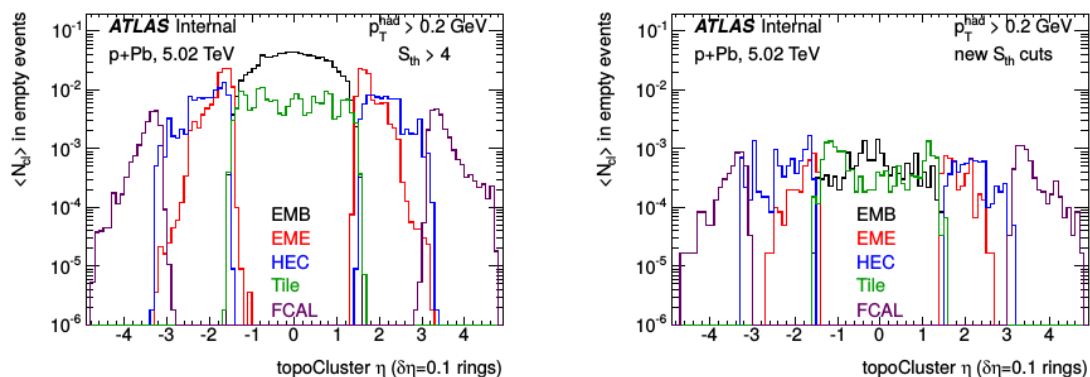 ATLAS Internal
p_T^had > 0.2 GeV
p+Pb, 5.02 TeV
S_th > 4
<N_cl> in empty events
10^-1
10^-2
10^-3
10^-4
10^-5
10^-6
EMB
EME
HEC
Tile
FCAL
-4 -3 -2 -1 0 1 2 3 4
topoCluster η (δη=0.1 rings)
ATLAS Internal
p_T^had > 0.2 GeV
p+Pb, 5.02 TeV
new S_th cuts
<N_cl> in empty events
10^-1
10^-2
10^-3
10^-4
10^-5
10^-6
EMB
EME
HEC
Tile
FCAL
-4 -3 -2 -1 0 1 2 3 4
topoCluster η (δη=0.1 rings)